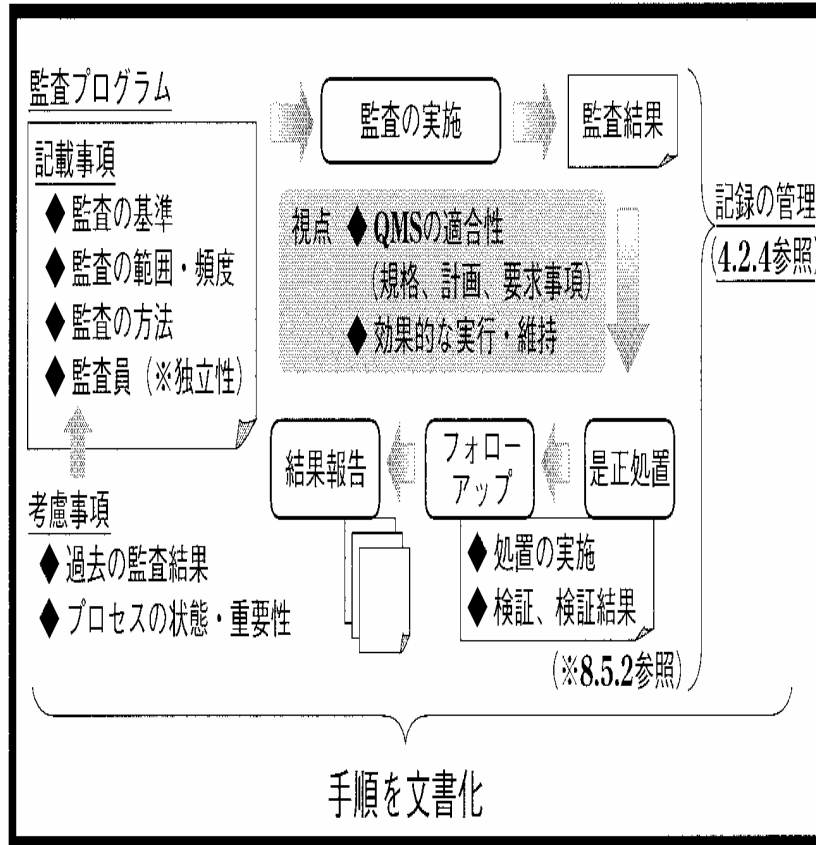 監査プログラム
記載事項
◆ 監査の基準
◆ 監査の範囲・頻度
◆ 監査の方法
◆ 監査員（※独立性）
考慮事項
◆ 過去の監査結果
◆ プロセスの状態・重要性
監査の実施
監査結果
視点 ◆ QMSの適合性
（規格、計画、要求事項）
◆ 効果的な実行・維持
是正処置
フォロー
アップ
◆ 処置の実施
◆ 検証、検証結果
（※8.5.2参照）
結果報告
記録の管理
(4.2.4参照)
手順を文書化